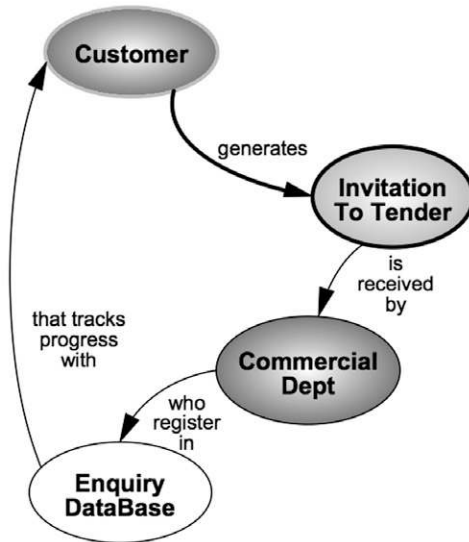 Customer
generates
Invitation
To Tender
is
received
by
Commercial
Dept
who
register
in
Enquiry
DataBase
that tracks
progress
with